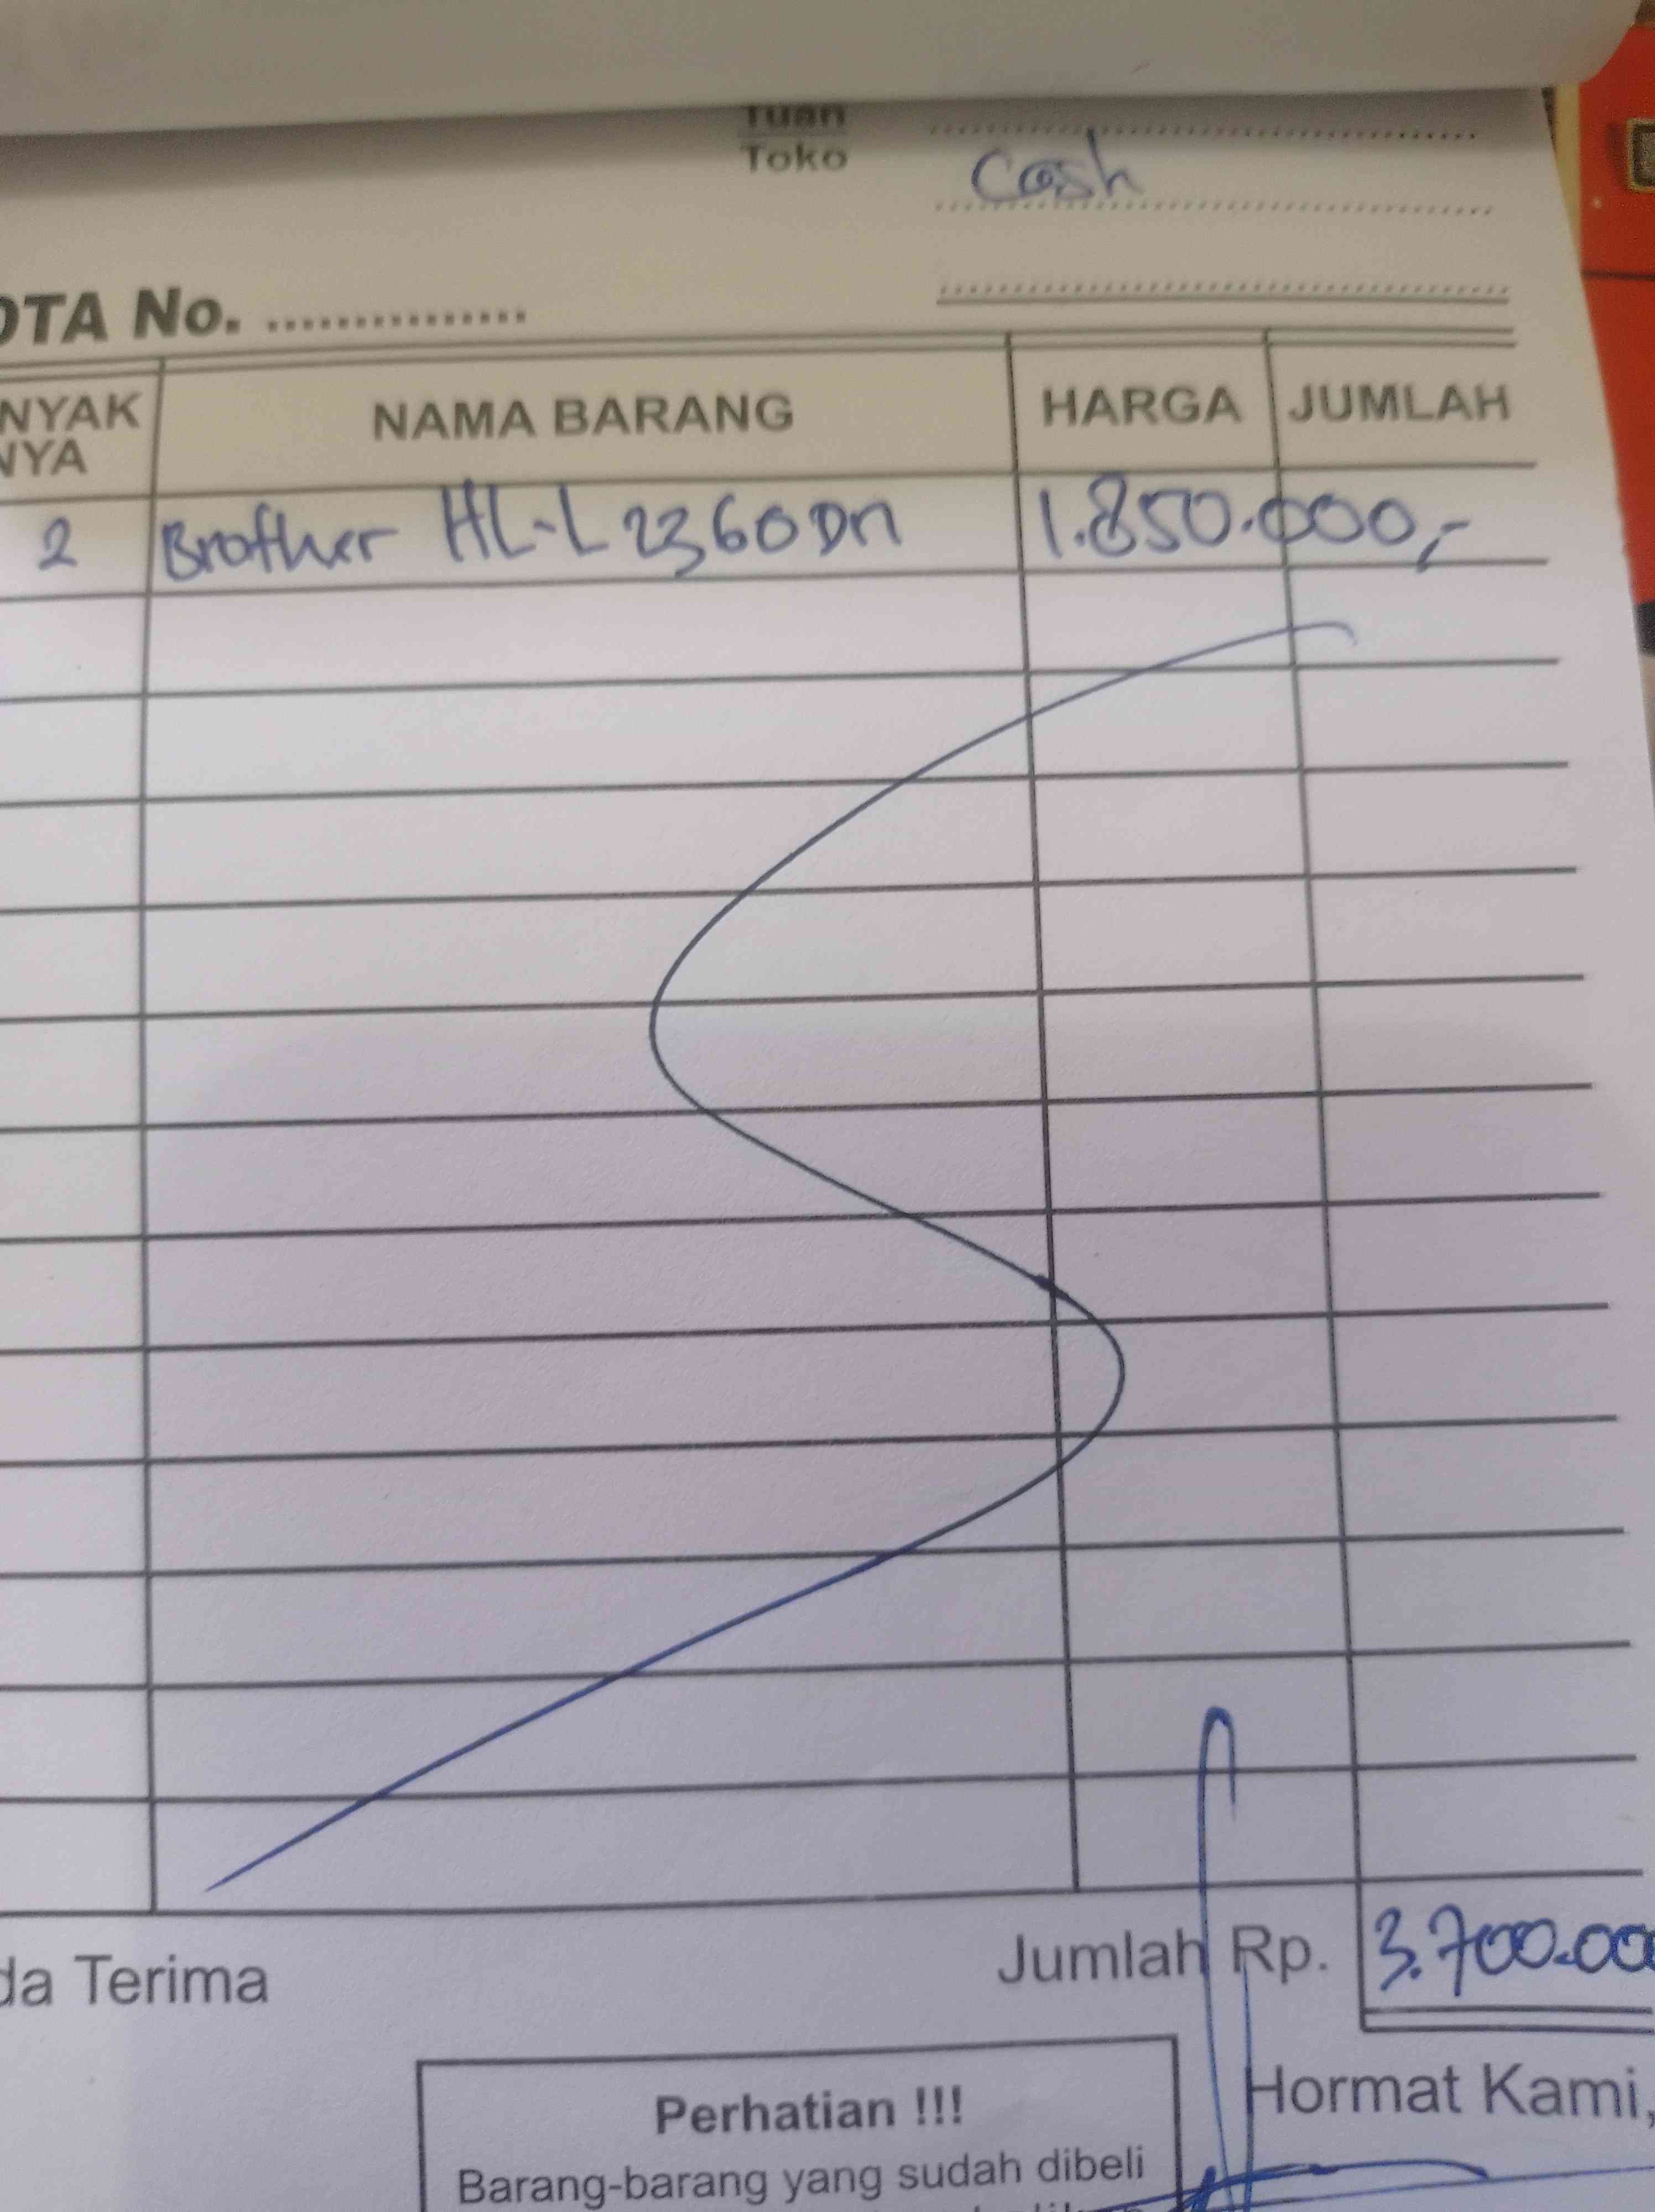 Tuan
Toko
Cash
OTA No. ...............
NYAK
NYA
NAMA BARANG
HARGA
JUMLAH
2 Brother HL-L2360Dn 1.850.000,-
da Terima
Jumlah Rp. 3.700.000
Hormat Kami,
Perhatian !!!
Barang-barang yang sudah dibeli